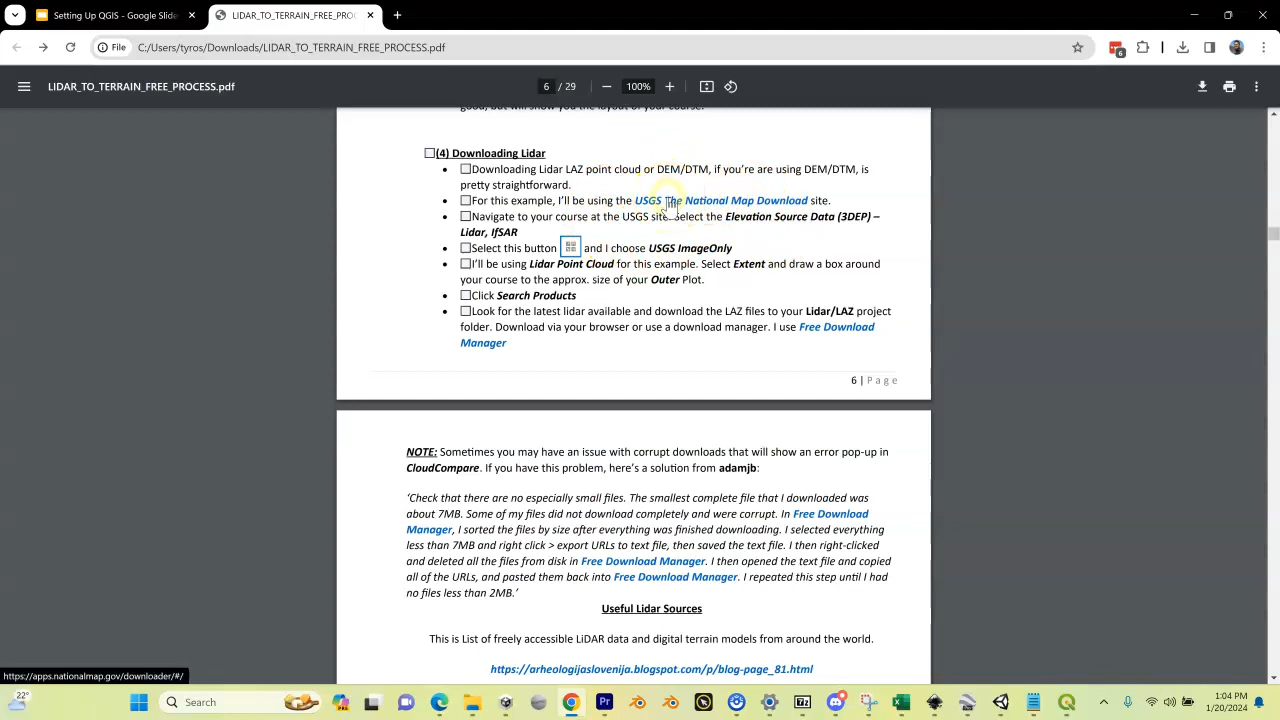 Setting Up QGIS - Google Slide
LIDAR_TO_TERRAIN_FREE_PROC
File
C:/Users/tyros/Downloads/LIDAR_TO_TERRAIN_FREE_PROCESS.pdf
6
LIDAR_TO_TERRAIN_FREE_PROCESS.pdf
6 / 29
100%
good, but will show you the layout of your course.
(4) Downloading Lidar
• Downloading Lidar LAZ point cloud or DEM/DTM, if you're are using DEM/DTM, is
pretty straightforward.
• For this example, I'll be using the USGS The National Map Download site.
• Navigate to your course at the USGS site. Select the Elevation Source Data (3DEP) –
Lidar, IfSAR
• Select this button and I choose USGS ImageOnly
• I'll be using Lidar Point Cloud for this example. Select Extent and draw a box around
your course to the approx. size of your Outer Plot.
• Click Search Products
• Look for the latest lidar available and download the LAZ files to your Lidar/LAZ project
folder. Download via your browser or use a download manager. I use Free Download
Manager
6 | Page
NOTE: Sometimes you may have an issue with corrupt downloads that will show an error pop-up in
CloudCompare. If you have this problem, here's a solution from adamjb:
'Check that there are no especially small files. The smallest complete file that I downloaded was
about 7MB. Some of my files did not download completely and were corrupt. In Free Download
Manager, I sorted the files by size after everything was finished downloading. I selected everything
less than 7MB and right click > export URLs to text file, then saved the text file. I then right-clicked
and deleted all the files from disk in Free Download Manager. I then opened the text file and copied
all of the URLs, and pasted them back into Free Download Manager. I repeated this step until I had
no files less than 2MB.'
Useful Lidar Sources
This is List of freely accessible LiDAR data and digital terrain models from around the world.
https://arheologijaslovenija.blogspot.com/p/blog-page_81.html
https://apps.nationalmap.gov/downloader/#/
22°
Search
1:04 PM
1/20/2024